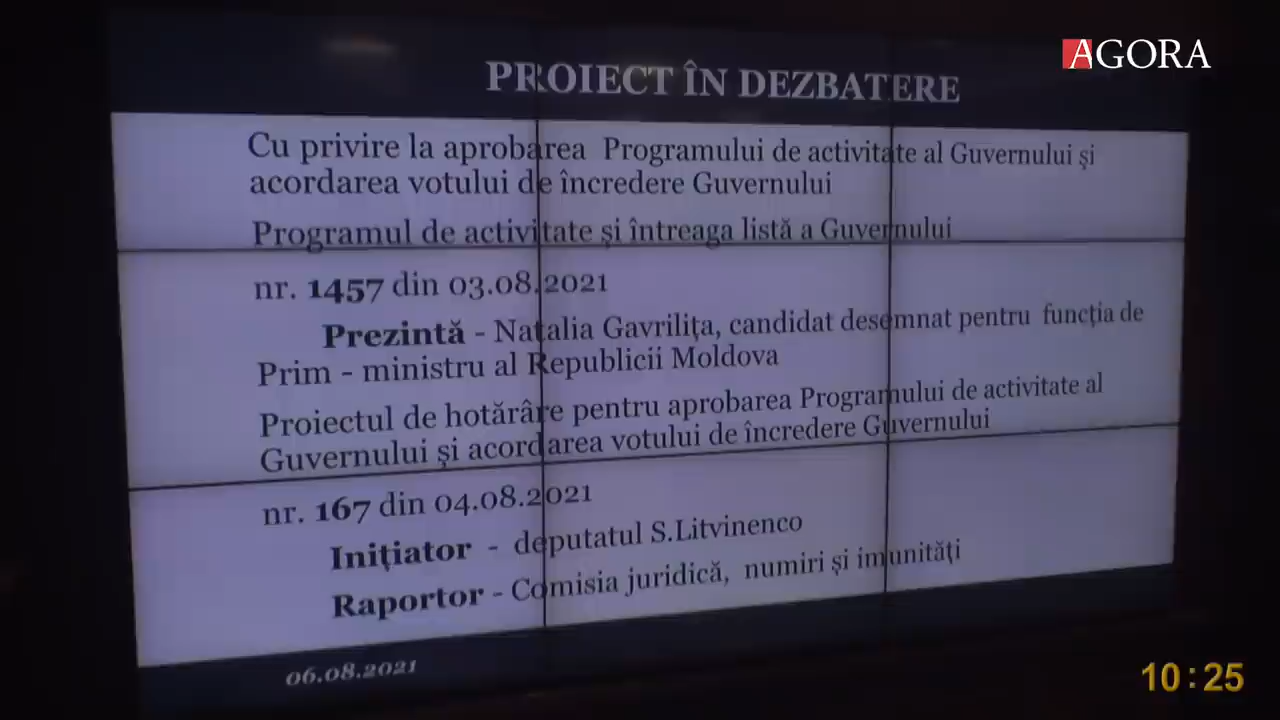 AGORA
PROIECT ÎN DEZBATERE
Cu privire la aprobarea Programului de activitate al Guvernului și
acordarea votului de încredere Guvernului
Programul de activitate și întreaga listă a Guvernului
nr. 1457 din 03.08.2021
Prezintă - Natalia Gavrilița, candidat desemnat pentru funcția de
Prim - ministru al Republicii Moldova
Proiectul de hotărâre pentru aprobarea Programului de activitate al
Guvernului și acordarea votului de încredere Guvernului
nr. 167 din 04.08.2021
Inițiator - deputatul S.Litvinenco
Raportor - Comisia juridică, numiri și imunități
06.08.2021
10:25